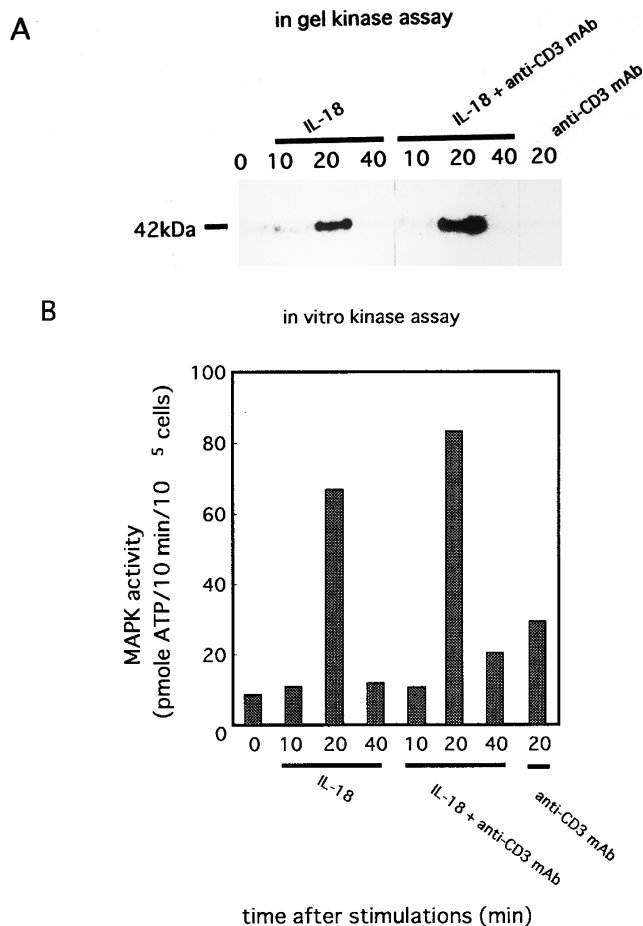 A
in gel kinase assay
IL-18
IL-18 + anti-CD3 mAb
anti-CD3 mAb
0 10 20 40 10 20 40 20
42kDa
B
in vitro kinase assay
MAPK activity
(pmole ATP/10 min/10 5 cells)
100
80
60
40
20
0
0 10 20 40 10 20 40 20
IL-18
IL-18 + anti-CD3 mAb
anti-CD3 mAb
time after stimulations (min)